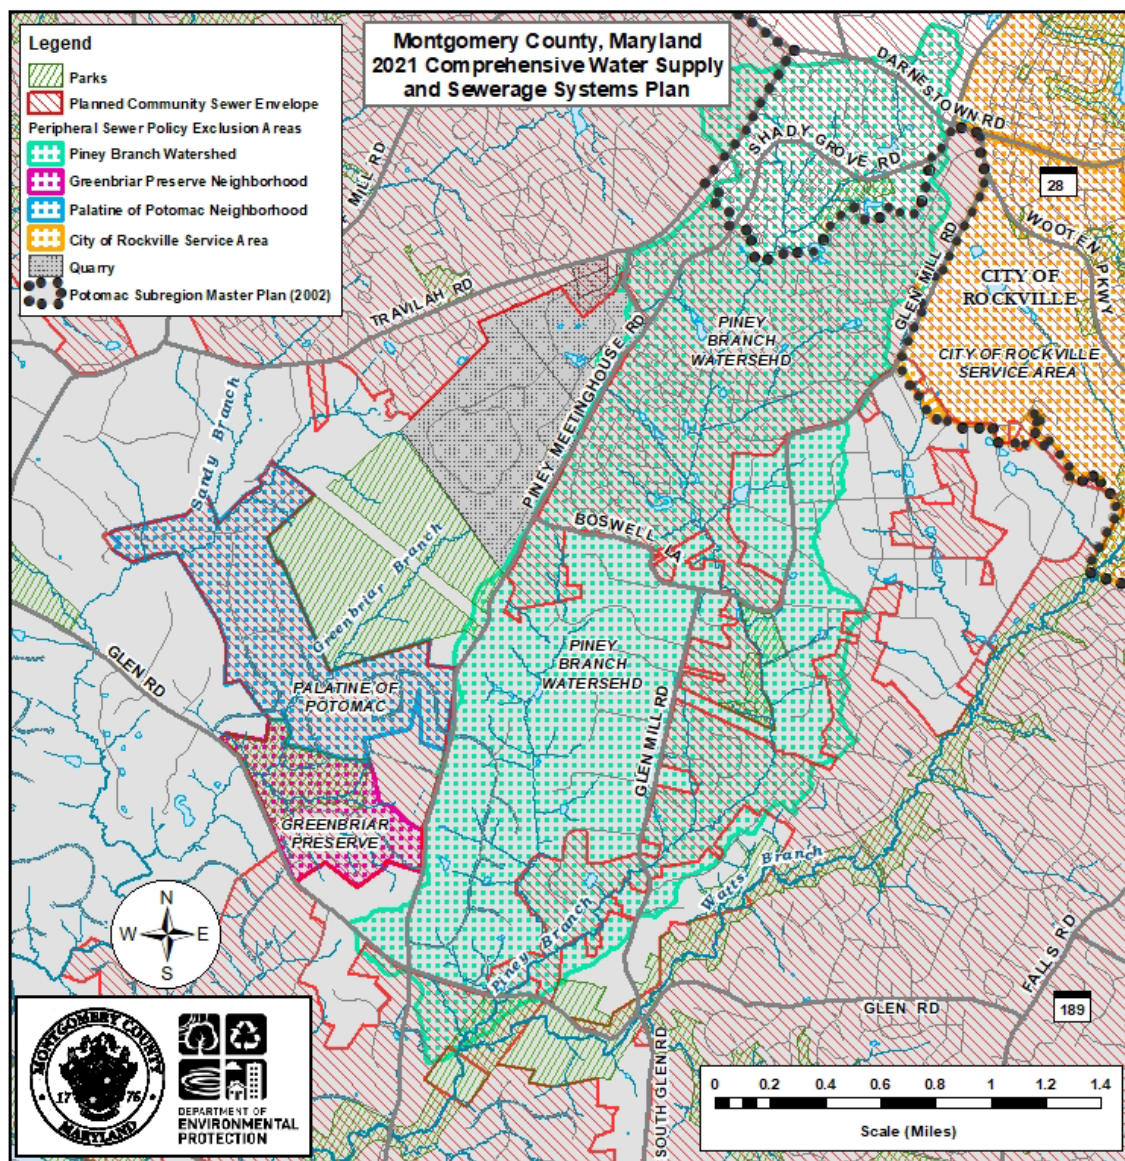 Legend
Parks
Planned Community Sewer Envelope
Peripheral Sewer Policy Exclusion Areas
Piney Branch Watershed
Greenbriar Preserve Neighborhood
Palatine of Potomac Neighborhood
City of Rockville Service Area
Quarry
Potomac Subregion Master Plan (2002)
Montgomery County, Maryland
2021 Comprehensive Water Supply
and Sewerage Systems Plan
DARNESTOWN RD
SHADY GROVE RD
MILL RD
28
WOOTEN PKWY
GLEN MILL RD
CITY OF
ROCKVILLE
CITY OF ROCKVILLE
SERVICE AREA
TRAVILAH RD
PINEY
BRANCH
WATERSEHD
PINEY MEETINGHOUSE RD
Sandy Branch
BOSWELL LA
Greenbriar Branch
GLEN RD
PINEY
BRANCH
WATERSEHD
PALATINE OF
POTOMAC
GLEN MILL RD
GREENBRIAR
PRESERVE
Watts Branch
Piney Branch
N
W E
S
FALLS RD
GLEN RD
189
SOUTH GLEN RD
MONTGOMERY COUNTY
17 76
MARYLAND
DEPARTMENT OF
ENVIRONMENTAL
PROTECTION
0 0.2 0.4 0.6 0.8 1 1.2 1.4
Scale (Miles)